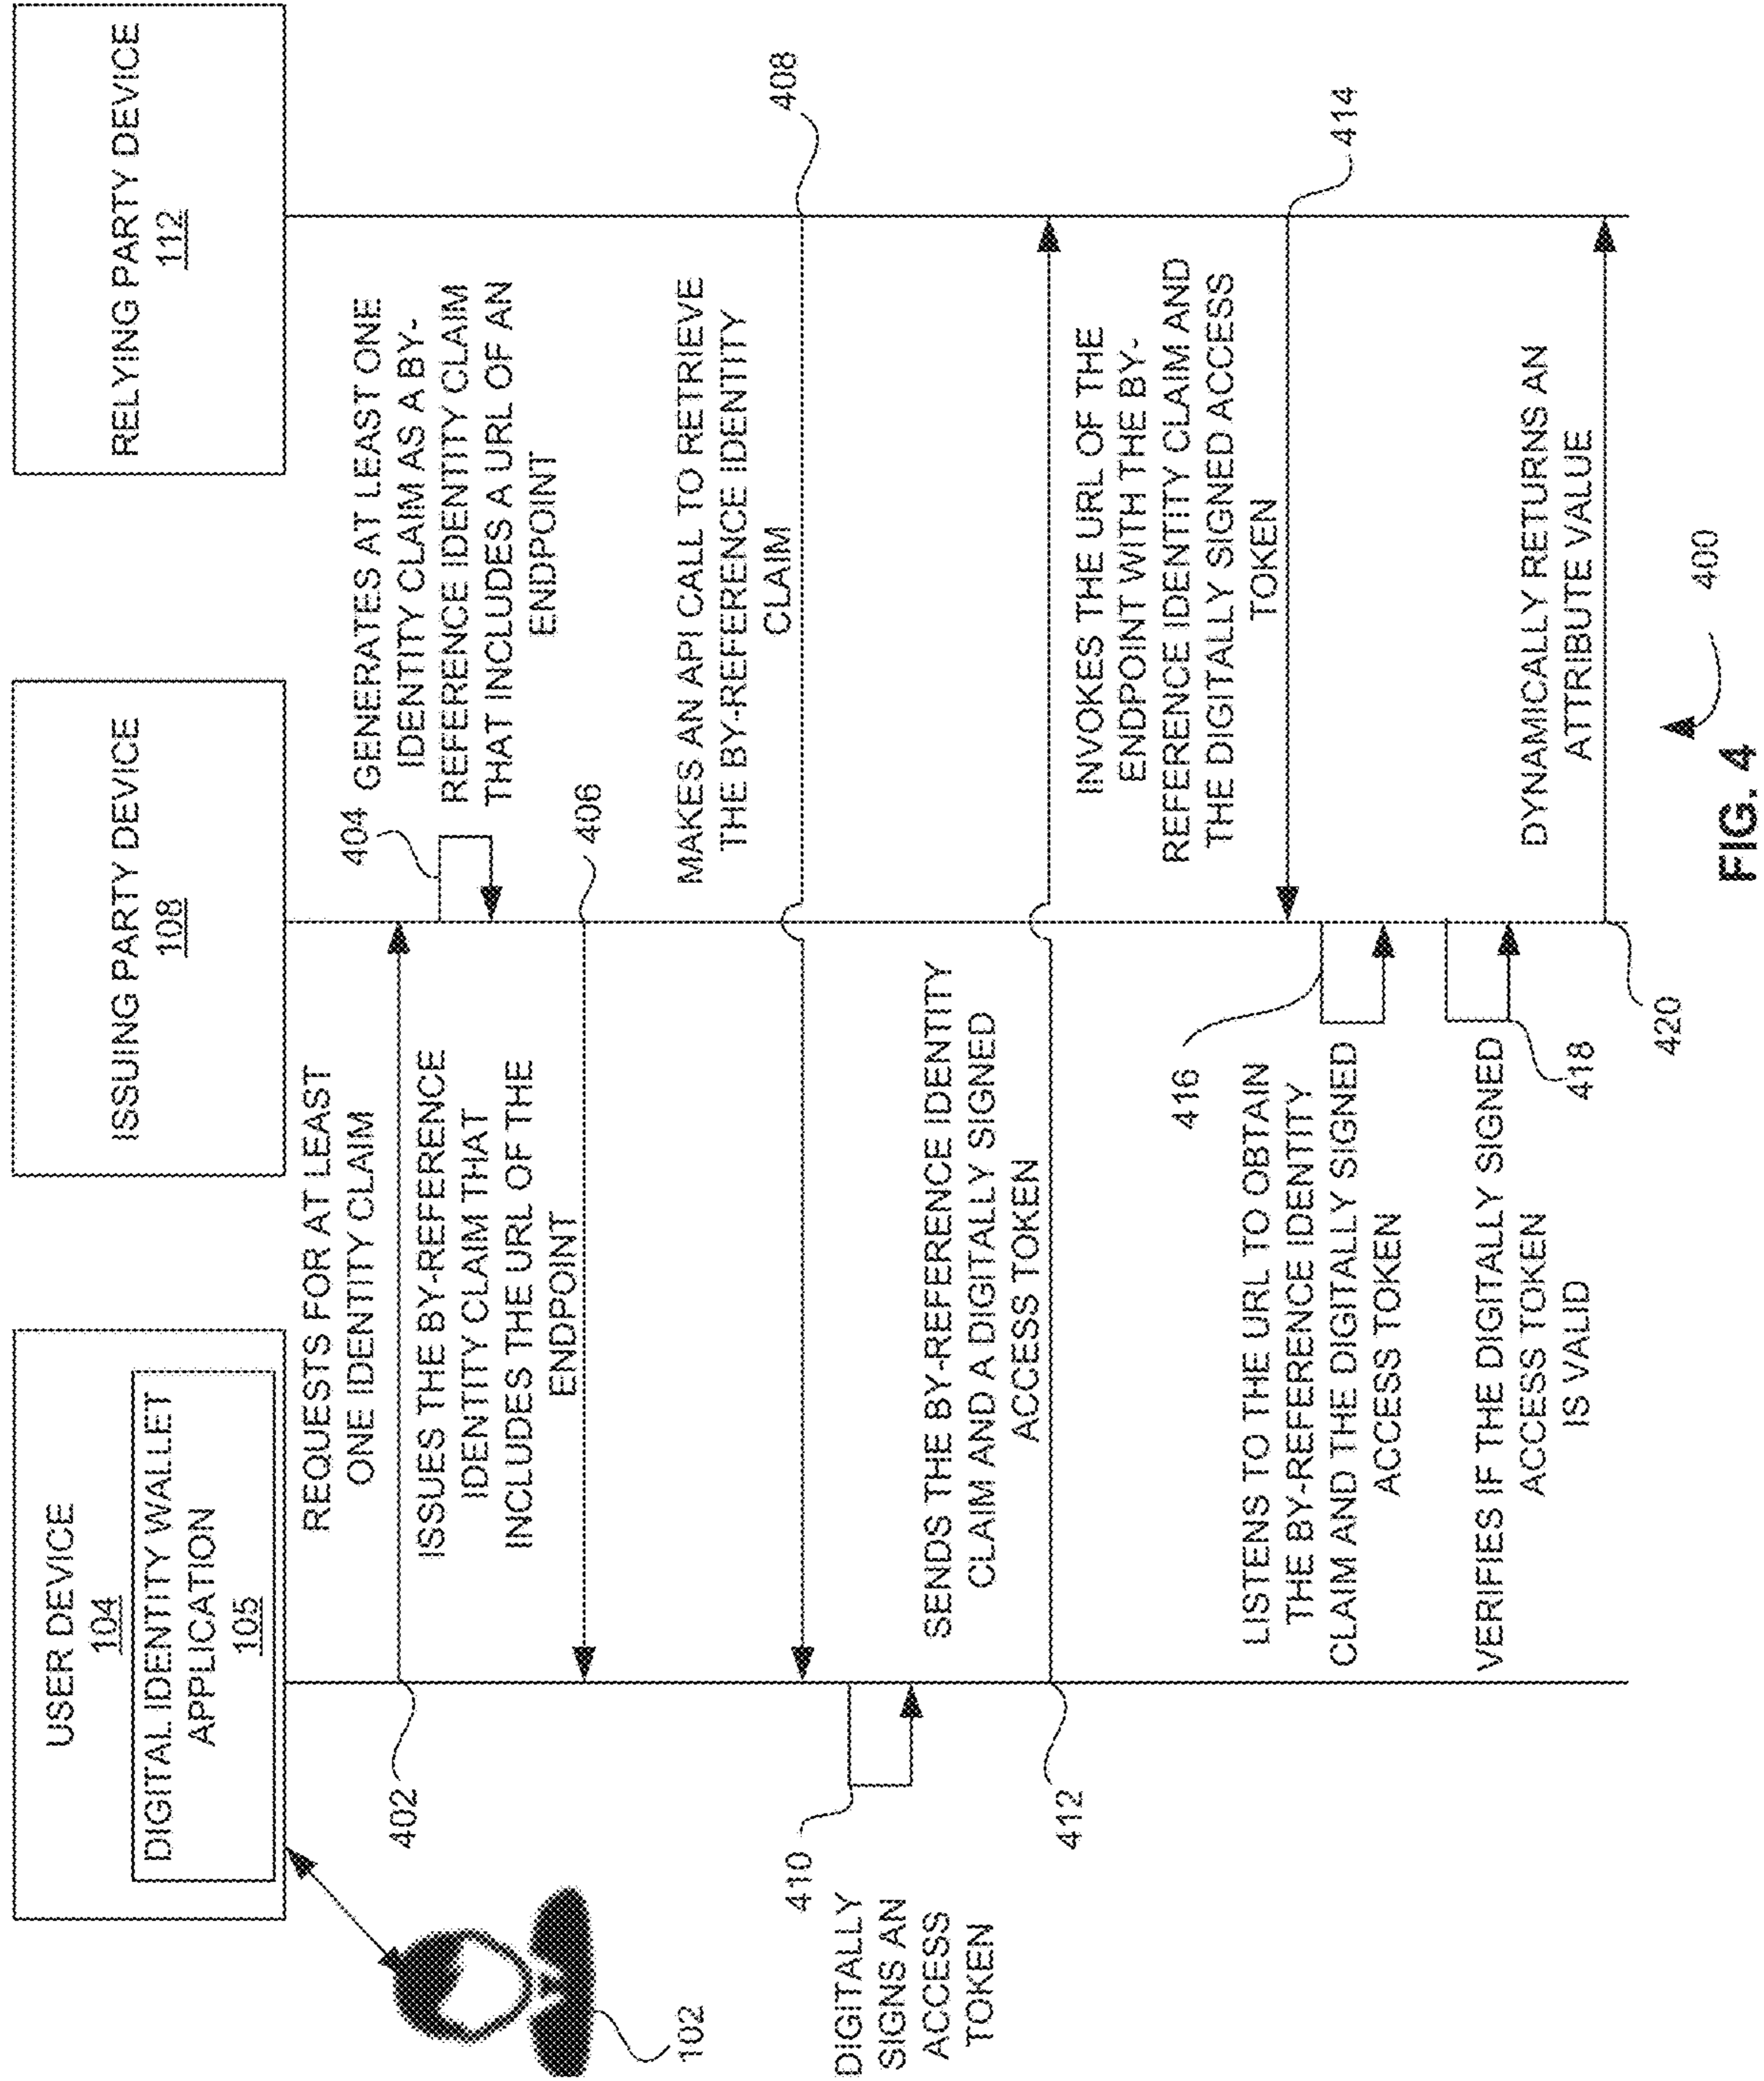 USER DEVICE
104
DIGITAL IDENTITY WALLET
APPLICATION
105
ISSUING PARTY DEVICE
108
RELYING PARTY DEVICE
112
102
REQUESTS FOR AT LEAST
ONE IDENTITY CLAIM
402
404
GENERATES AT LEAST ONE
IDENTITY CLAIM AS A BY-
REFERENCE IDENTITY CLAIM
THAT INCLUDES A URL OF AN
ENDPOINT
ISSUES THE BY-REFERENCE
IDENTITY CLAIM THAT
INCLUDES THE URL OF THE
ENDPOINT
406
MAKES AN API CALL TO RETRIEVE
THE BY-REFERENCE IDENTITY
CLAIM
408
410
DIGITALLY
SIGNS AN
ACCESS
TOKEN
SENDS THE BY-REFERENCE IDENTITY
CLAIM AND A DIGITALLY SIGNED
ACCESS TOKEN
412
INVOKES THE URL OF THE
ENDPOINT WITH THE BY-
REFERENCE IDENTITY CLAIM AND
THE DIGITALLY SIGNED ACCESS
TOKEN
414
416
LISTENS TO THE URL TO OBTAIN
THE BY-REFERENCE IDENTITY
CLAIM AND THE DIGITALLY SIGNED
ACCESS TOKEN
VERIFIES IF THE DIGITALLY SIGNED
ACCESS TOKEN
IS VALID
418
DYNAMICALLY RETURNS AN
ATTRIBUTE VALUE
420
400
FIG. 4